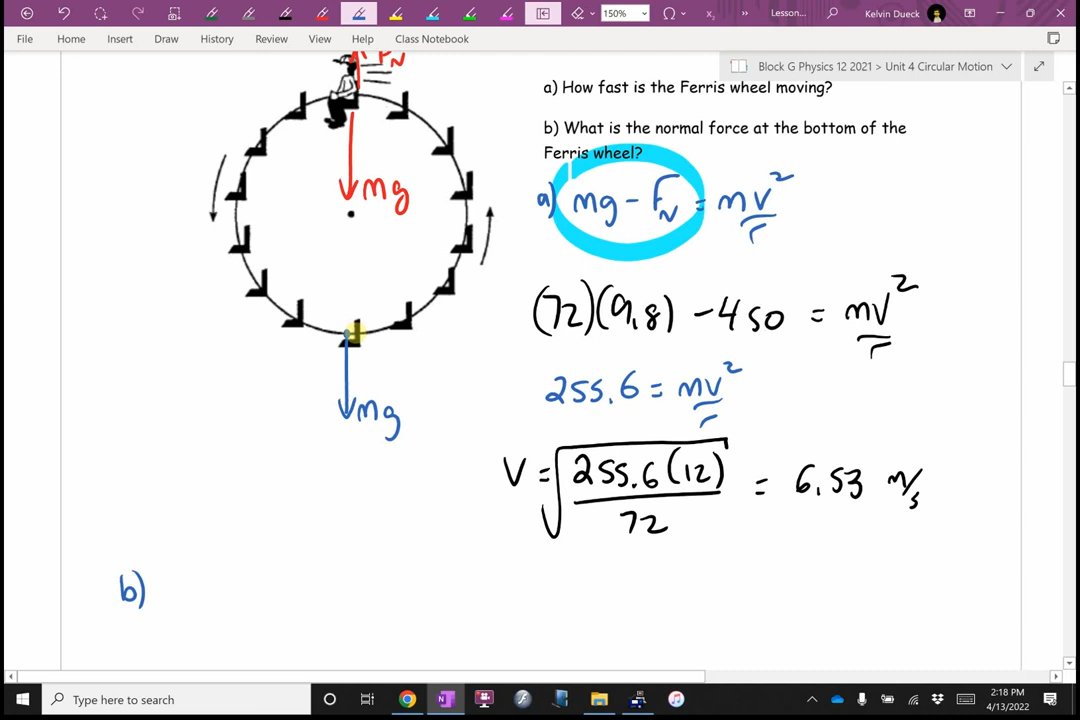 150%
Lesson...
Kelvin Dueck
File Home Insert Draw History Review View Help Class Notebook
Block G Physics 12 2021 > Unit 4 Circular Motion
FN
mg
mg
a) How fast is the Ferris wheel moving?
b) What is the normal force at the bottom of the
Ferris wheel?
a) mg - FN = mv²/r
(72)(9.8) - 450 = mv²/r
255.6 = mv²/r
V = √(255.6(12)/72) = 6.53 m/s
b)
Type here to search
2:18 PM
4/13/2022